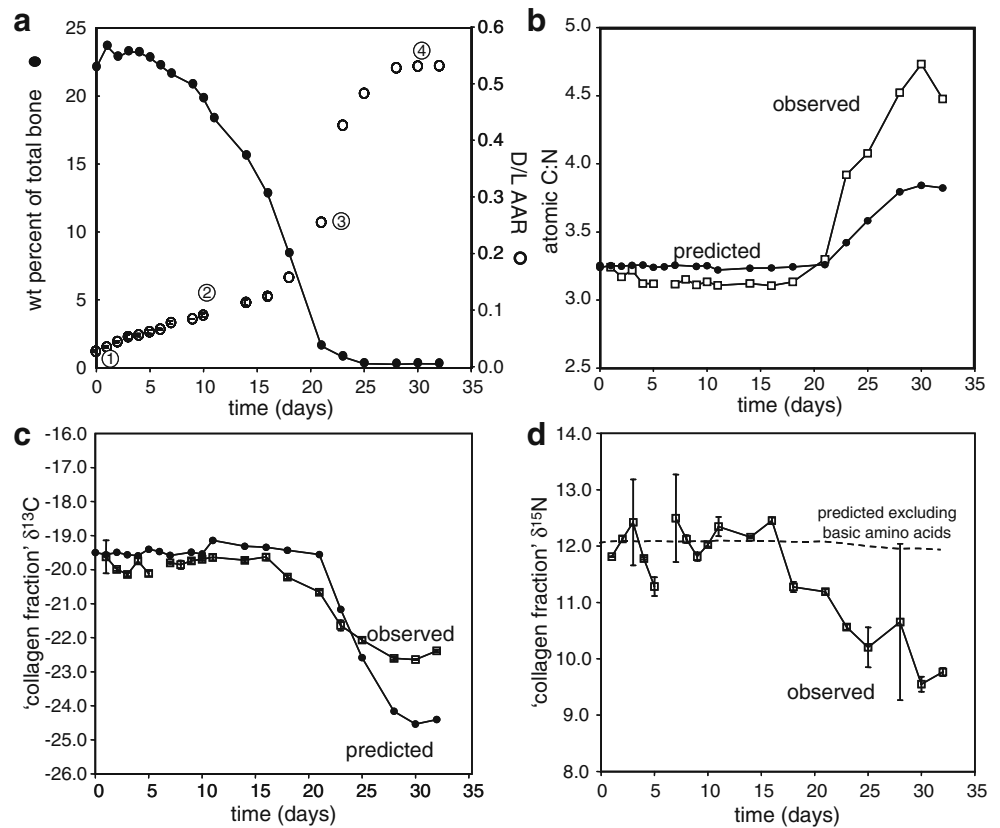 a
25
20
15
10
5
0
wt percent of total bone
0.6
0.5
0.4
0.3
0.2
0.1
0.0
D/L AAR
①
②
③
④
0 5 10 15 20 25 30 35
time (days)
b
5.0
4.5
4.0
3.5
3.0
2.5
atomic C:N
observed
predicted
0 5 10 15 20 25 30 35
time (days)
c
-16.0
-17.0
-18.0
-19.0
-20.0
-21.0
-22.0
-23.0
-24.0
-25.0
-26.0
'collagen fraction' δ13C
observed
predicted
0 5 10 15 20 25 30 35
time (days)
d
14.0
13.0
12.0
11.0
10.0
9.0
8.0
'collagen fraction' δ15N
predicted excluding
basic amino acids
observed
0 5 10 15 20 25 30 35
time (days)